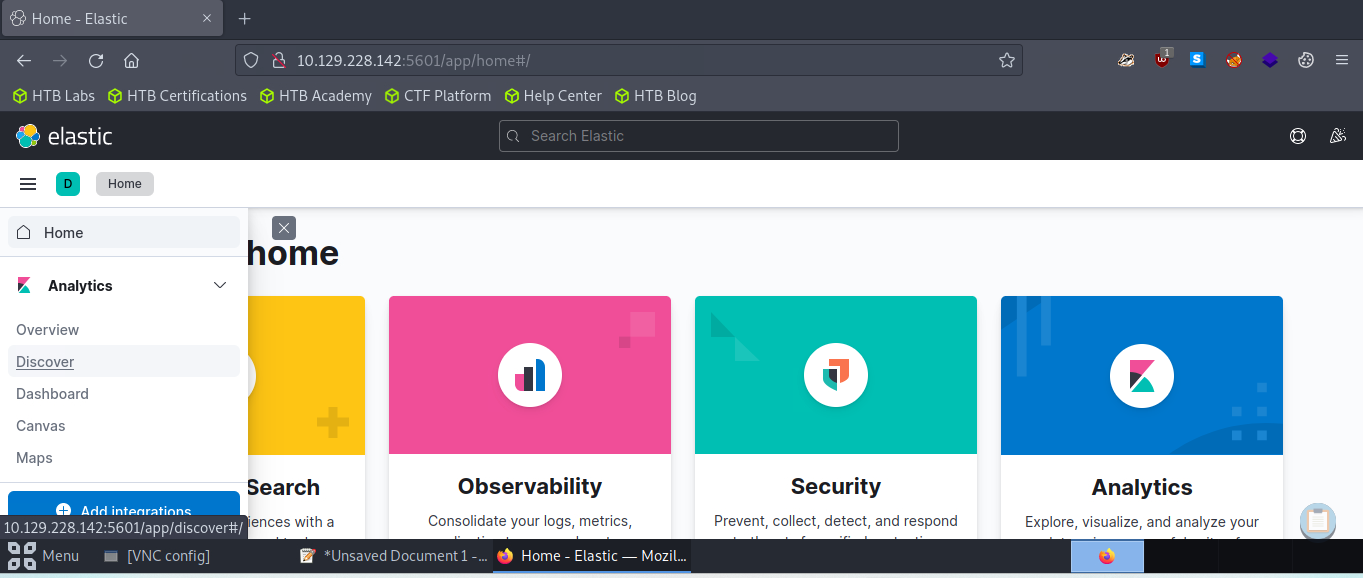 Home - Elastic
10.129.228.142:5601/app/home#/
1
HTB Labs HTB Certifications HTB Academy CTF Platform Help Center HTB Blog
elastic
Search Elastic
D Home
Home
home
Analytics
Overview
Discover
Dashboard
Canvas
Maps
Add integrations
10.129.228.142:5601/app/discover#/
Search
iences with a
Observability
Consolidate your logs, metrics,
Security
Prevent, collect, detect, and respond
Analytics
Explore, visualize, and analyze your
Menu [VNC config] *Unsaved Document 1 -... Home - Elastic — Mozil...